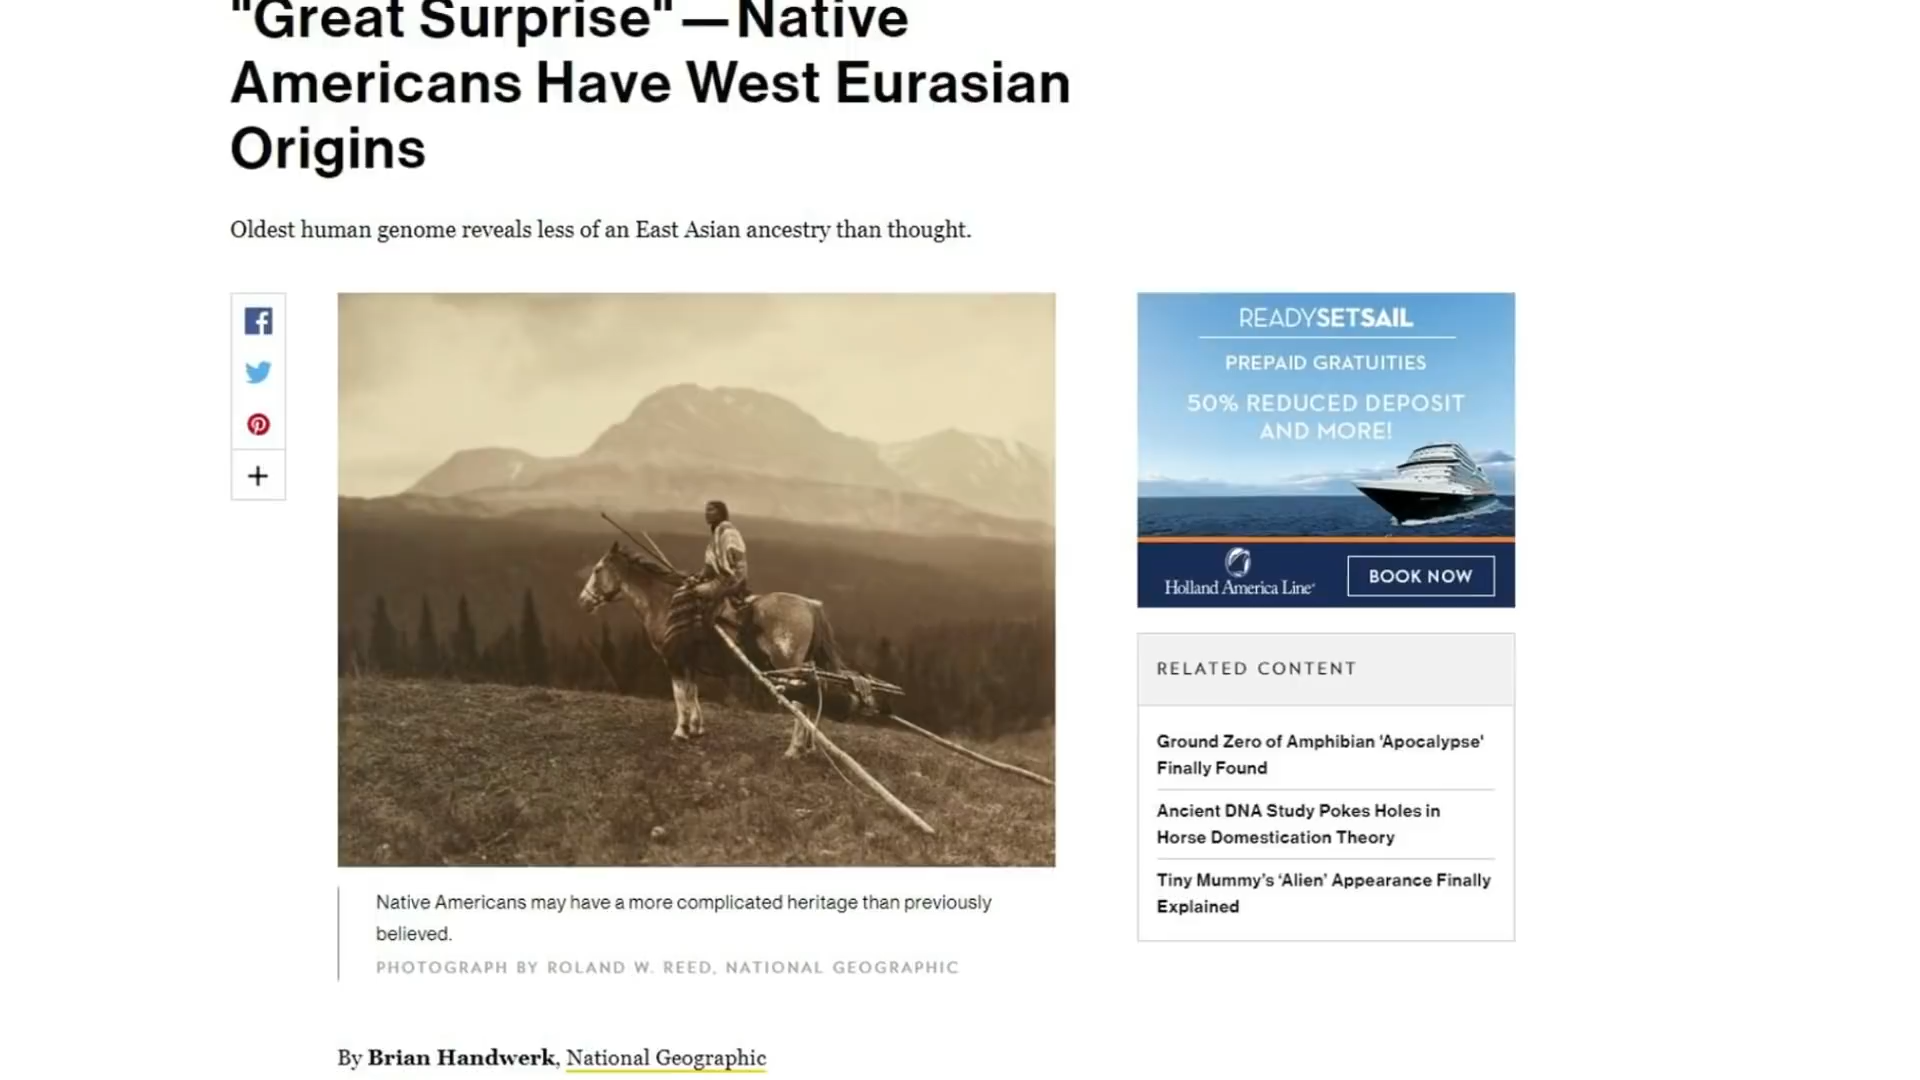 "Great Surprise"—Native
Americans Have West Eurasian
Origins
Oldest human genome reveals less of an East Asian ancestry than thought.
READYSETSAIL
PREPAID GRATUITIES
50% REDUCED DEPOSIT
AND MORE!
Holland America Line
BOOK NOW
RELATED CONTENT
Ground Zero of Amphibian 'Apocalypse'
Finally Found
Ancient DNA Study Pokes Holes in
Horse Domestication Theory
Tiny Mummy's ‘Alien’ Appearance Finally
Explained
Native Americans may have a more complicated heritage than previously
believed.
PHOTOGRAPH BY ROLAND W. REED, NATIONAL GEOGRAPHIC
By Brian Handwerk, National Geographic